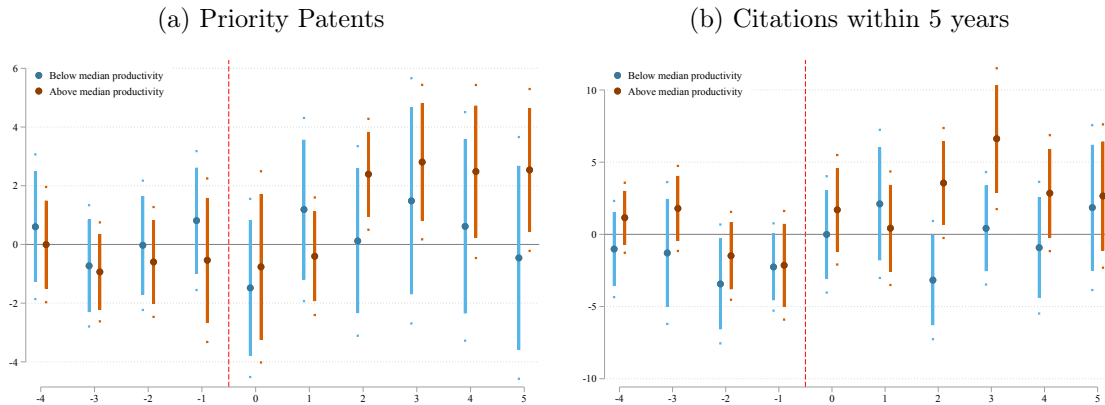 (a) Priority Patents
6
4
2
0
-2
-4
Below median productivity
Above median productivity
-4 -3 -2 -1 0 1 2 3 4 5
(b) Citations within 5 years
10
5
0
-5
-10
Below median productivity
Above median productivity
-4 -3 -2 -1 0 1 2 3 4 5